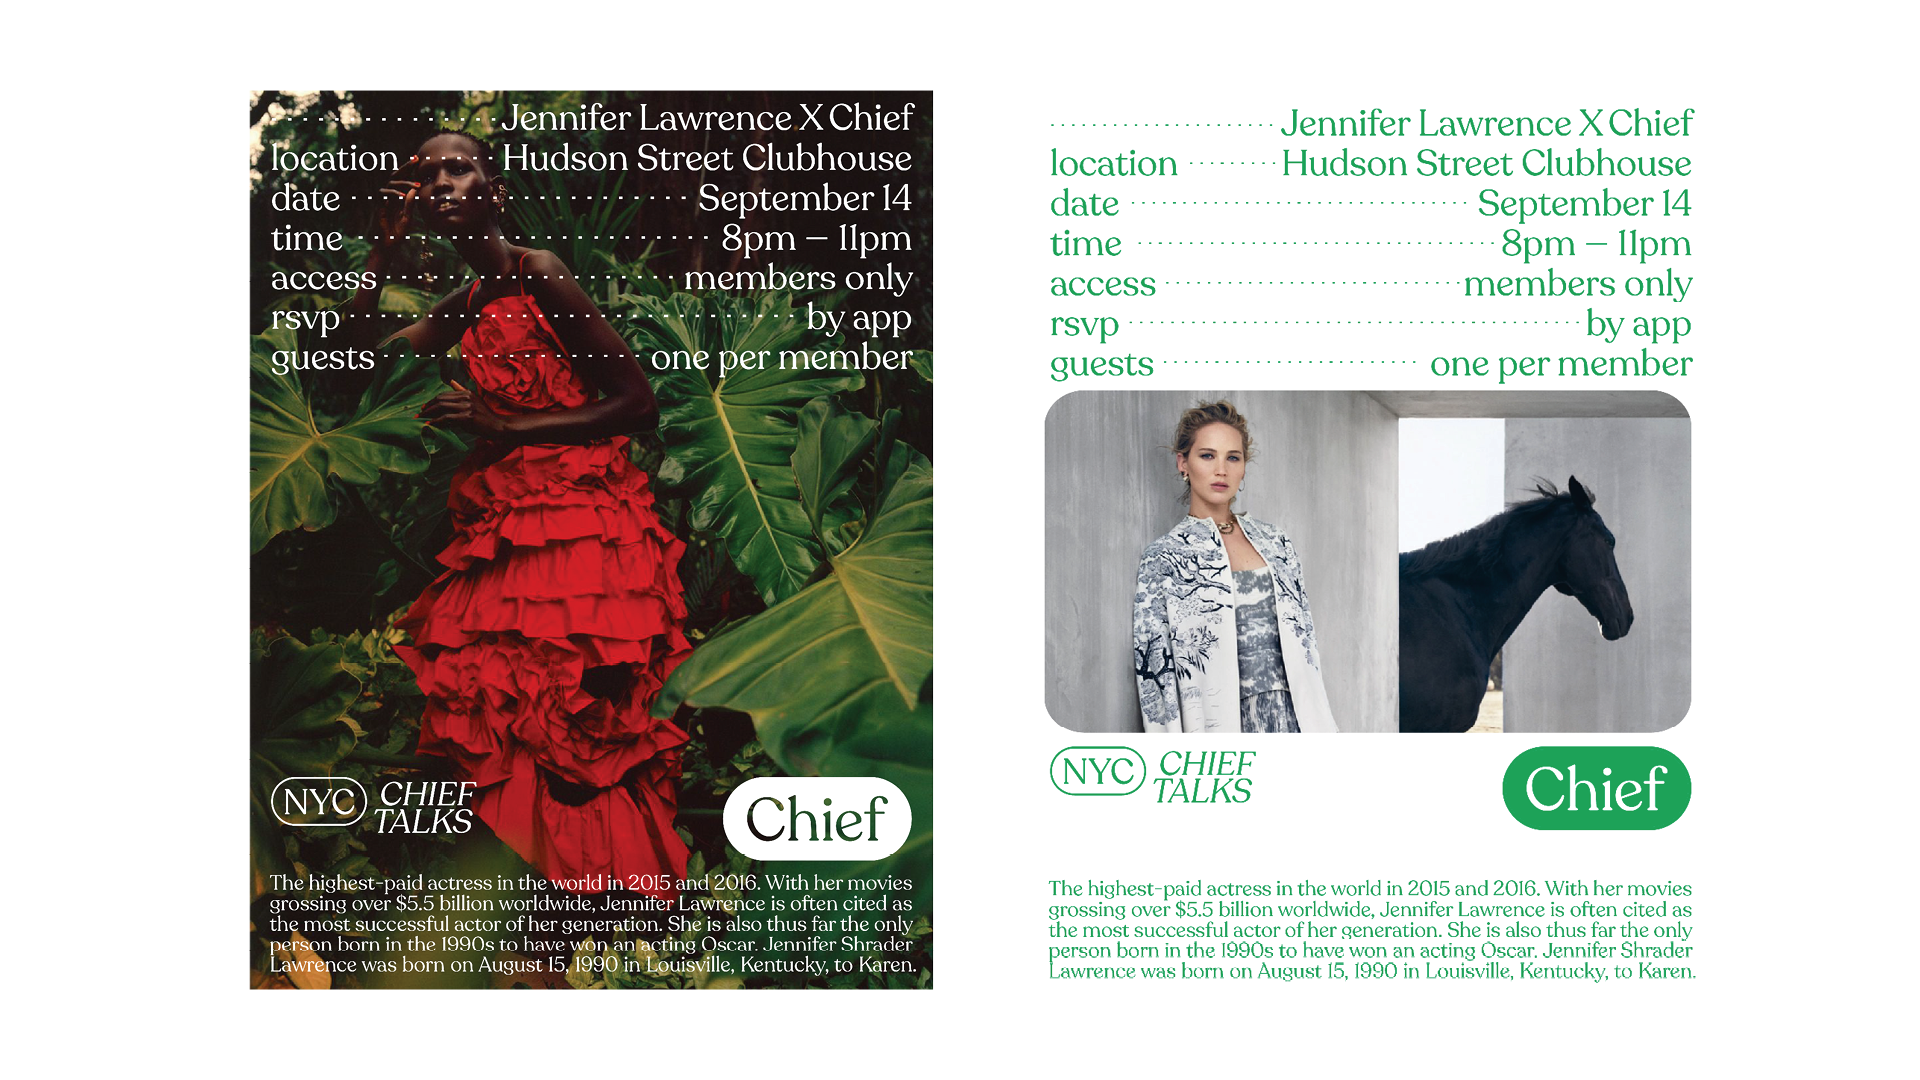 Jennifer Lawrence X Chief
location Hudson Street Clubhouse
date September 14
time 8pm – 11pm
access members only
rsvp by app
guests one per member
NYC CHIEF TALKS
Chief
The highest-paid actress in the world in 2015 and 2016. With her movies
grossing over $5.5 billion worldwide, Jennifer Lawrence is often cited as
the most successful actor of her generation. She is also thus far the only
person born in the 1990s to have won an acting Oscar. Jennifer Shrader
Lawrence was born on August 15, 1990 in Louisville, Kentucky, to Karen.
Jennifer Lawrence X Chief
location Hudson Street Clubhouse
date September 14
time 8pm – 11pm
access members only
rsvp by app
guests one per member
NYC CHIEF TALKS
Chief
The highest-paid actress in the world in 2015 and 2016. With her movies
grossing over $5.5 billion worldwide, Jennifer Lawrence is often cited as
the most successful actor of her generation. She is also thus far the only
person born in the 1990s to have won an acting Oscar. Jennifer Shrader
Lawrence was born on August 15, 1990 in Louisville, Kentucky, to Karen.